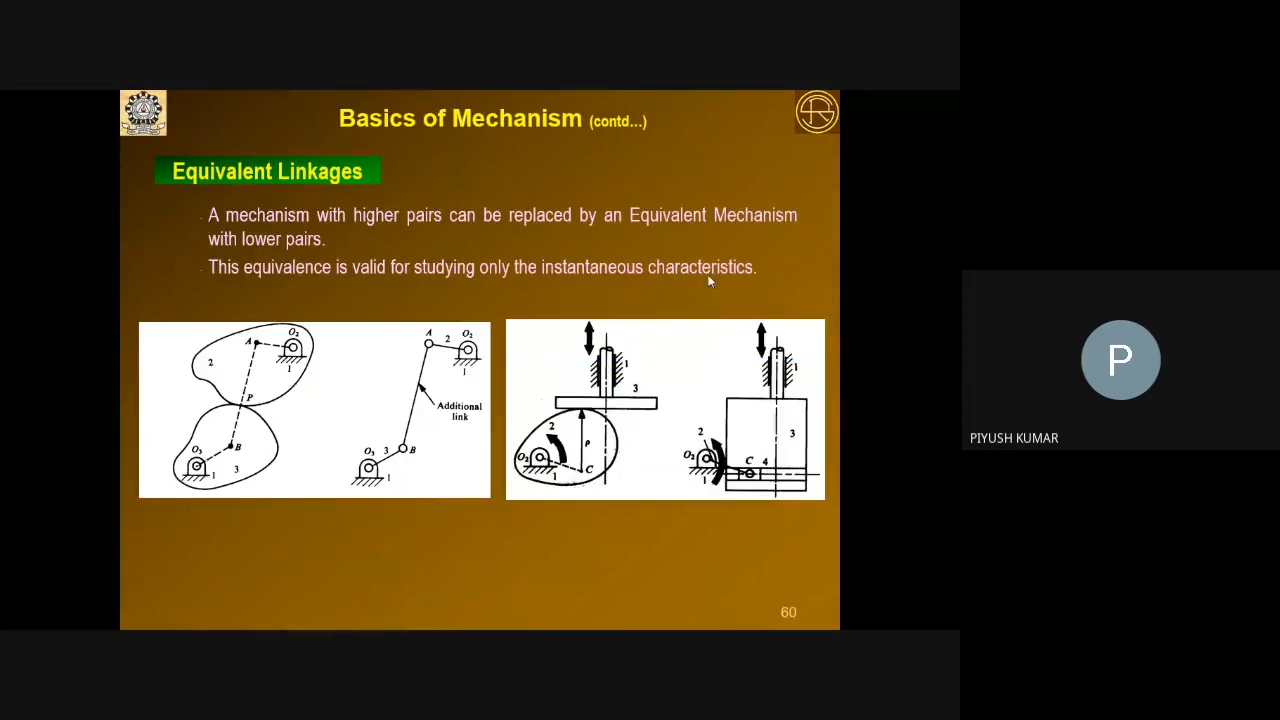 Basics of Mechanism (contd...)
Equivalent Linkages
A mechanism with higher pairs can be replaced by an Equivalent Mechanism
with lower pairs.
This equivalence is valid for studying only the instantaneous characteristics.
A
O2
2
1
P
B
O3
3
1
A
2
O2
1
Additional
link
O3
3
B
1
1
3
2
ρ
O2
C
1
1
3
2
O2
C
4
1
P
PIYUSH KUMAR
60